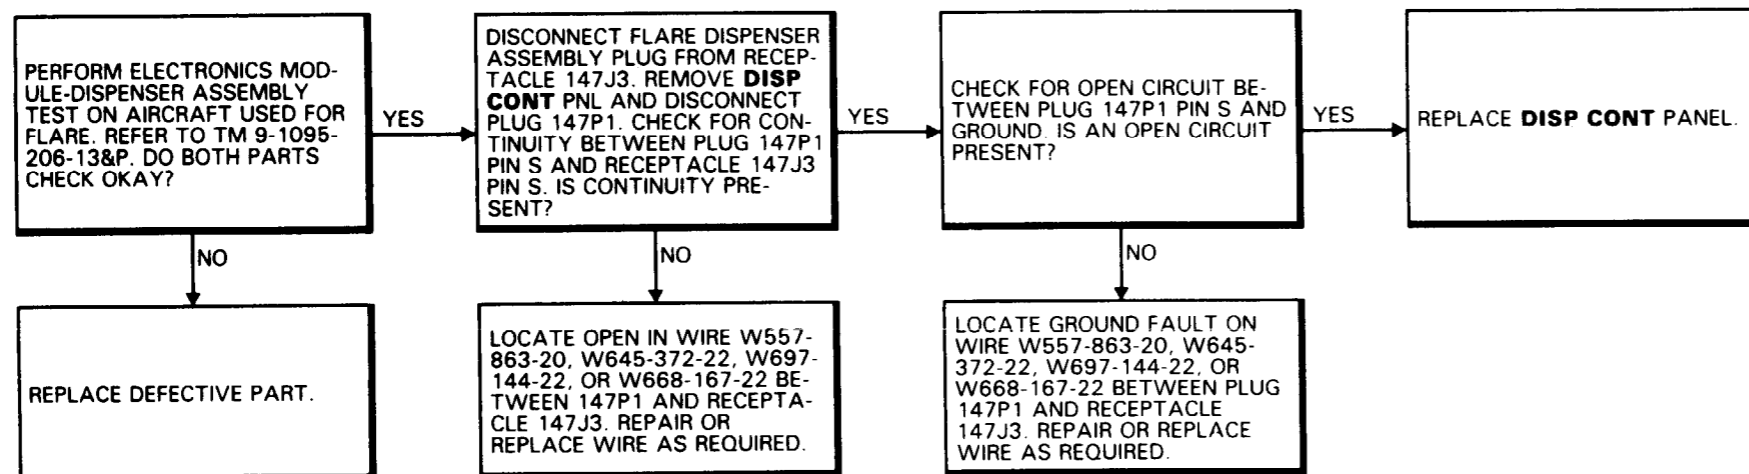 PERFORM ELECTRONICS MOD-
ULE-DISPENSER ASSEMBLY
TEST ON AIRCRAFT USED FOR
FLARE. REFER TO TM 9-1095-
206-13&P. DO BOTH PARTS
CHECK OKAY?
YES
DISCONNECT FLARE DISPENSER
ASSEMBLY PLUG FROM RECEP-
TACLE 147J3. REMOVE DISP
CONT PNL AND DISCONNECT
PLUG 147P1. CHECK FOR CON-
TINUITY BETWEEN PLUG 147P1
PIN S AND RECEPTACLE 147J3
PIN S. IS CONTINUITY PRE-
SENT?
YES
CHECK FOR OPEN CIRCUIT BE-
TWEEN PLUG 147P1 PIN S AND
GROUND. IS AN OPEN CIRCUIT
PRESENT?
YES
REPLACE DISP CONT PANEL.
NO
NO
NO
REPLACE DEFECTIVE PART.
LOCATE OPEN IN WIRE W557-
863-20, W645-372-22, W697-
144-22, OR W668-167-22 BE-
TWEEN 147P1 AND RECEPTA-
CLE 147J3. REPAIR OR
REPLACE WIRE AS REQUIRED.
LOCATE GROUND FAULT ON
WIRE W557-863-20, W645-
372-22, W697-144-22, OR
W668-167-22 BETWEEN PLUG
147P1 AND RECEPTACLE
147J3. REPAIR OR REPLACE
WIRE AS REQUIRED.